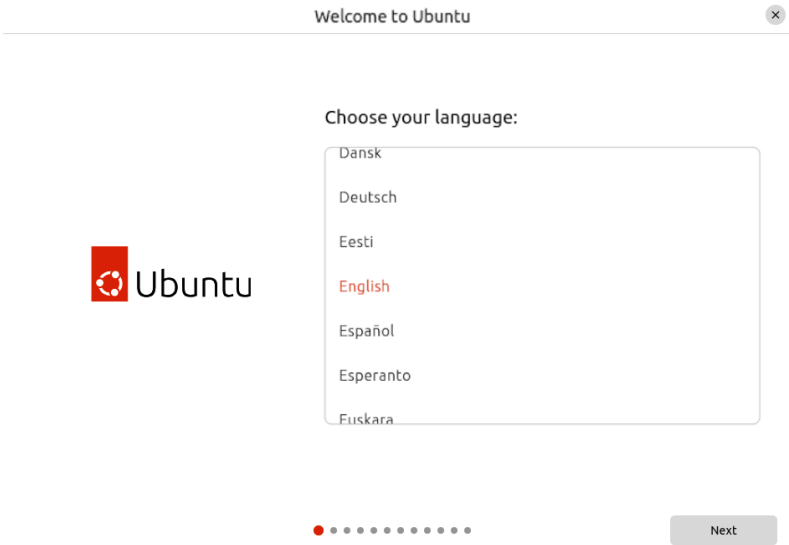 Welcome to Ubuntu
Choose your language:
Dansk
Deutsch
Eesti
English
Español
Esperanto
Euskara
Ubuntu
Next